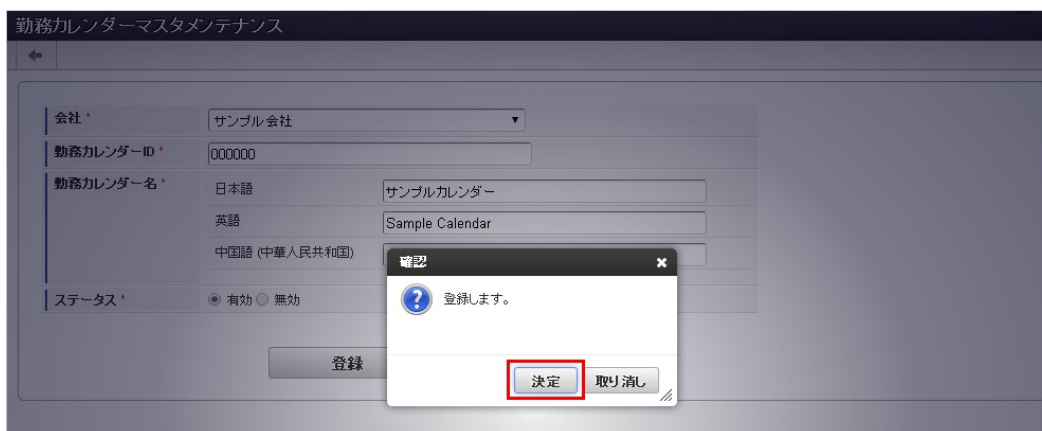 勤務カレンダーマスタメンテナンス
会社 *
サンプル会社
勤務カレンダーID *
000000
勤務カレンダー名 *
日本語
サンプルカレンダー
英語
Sample Calendar
中国語 (中華人民共和国)
ステータス *
有効 無効
登録
確認
登録します。
決定 取り消し